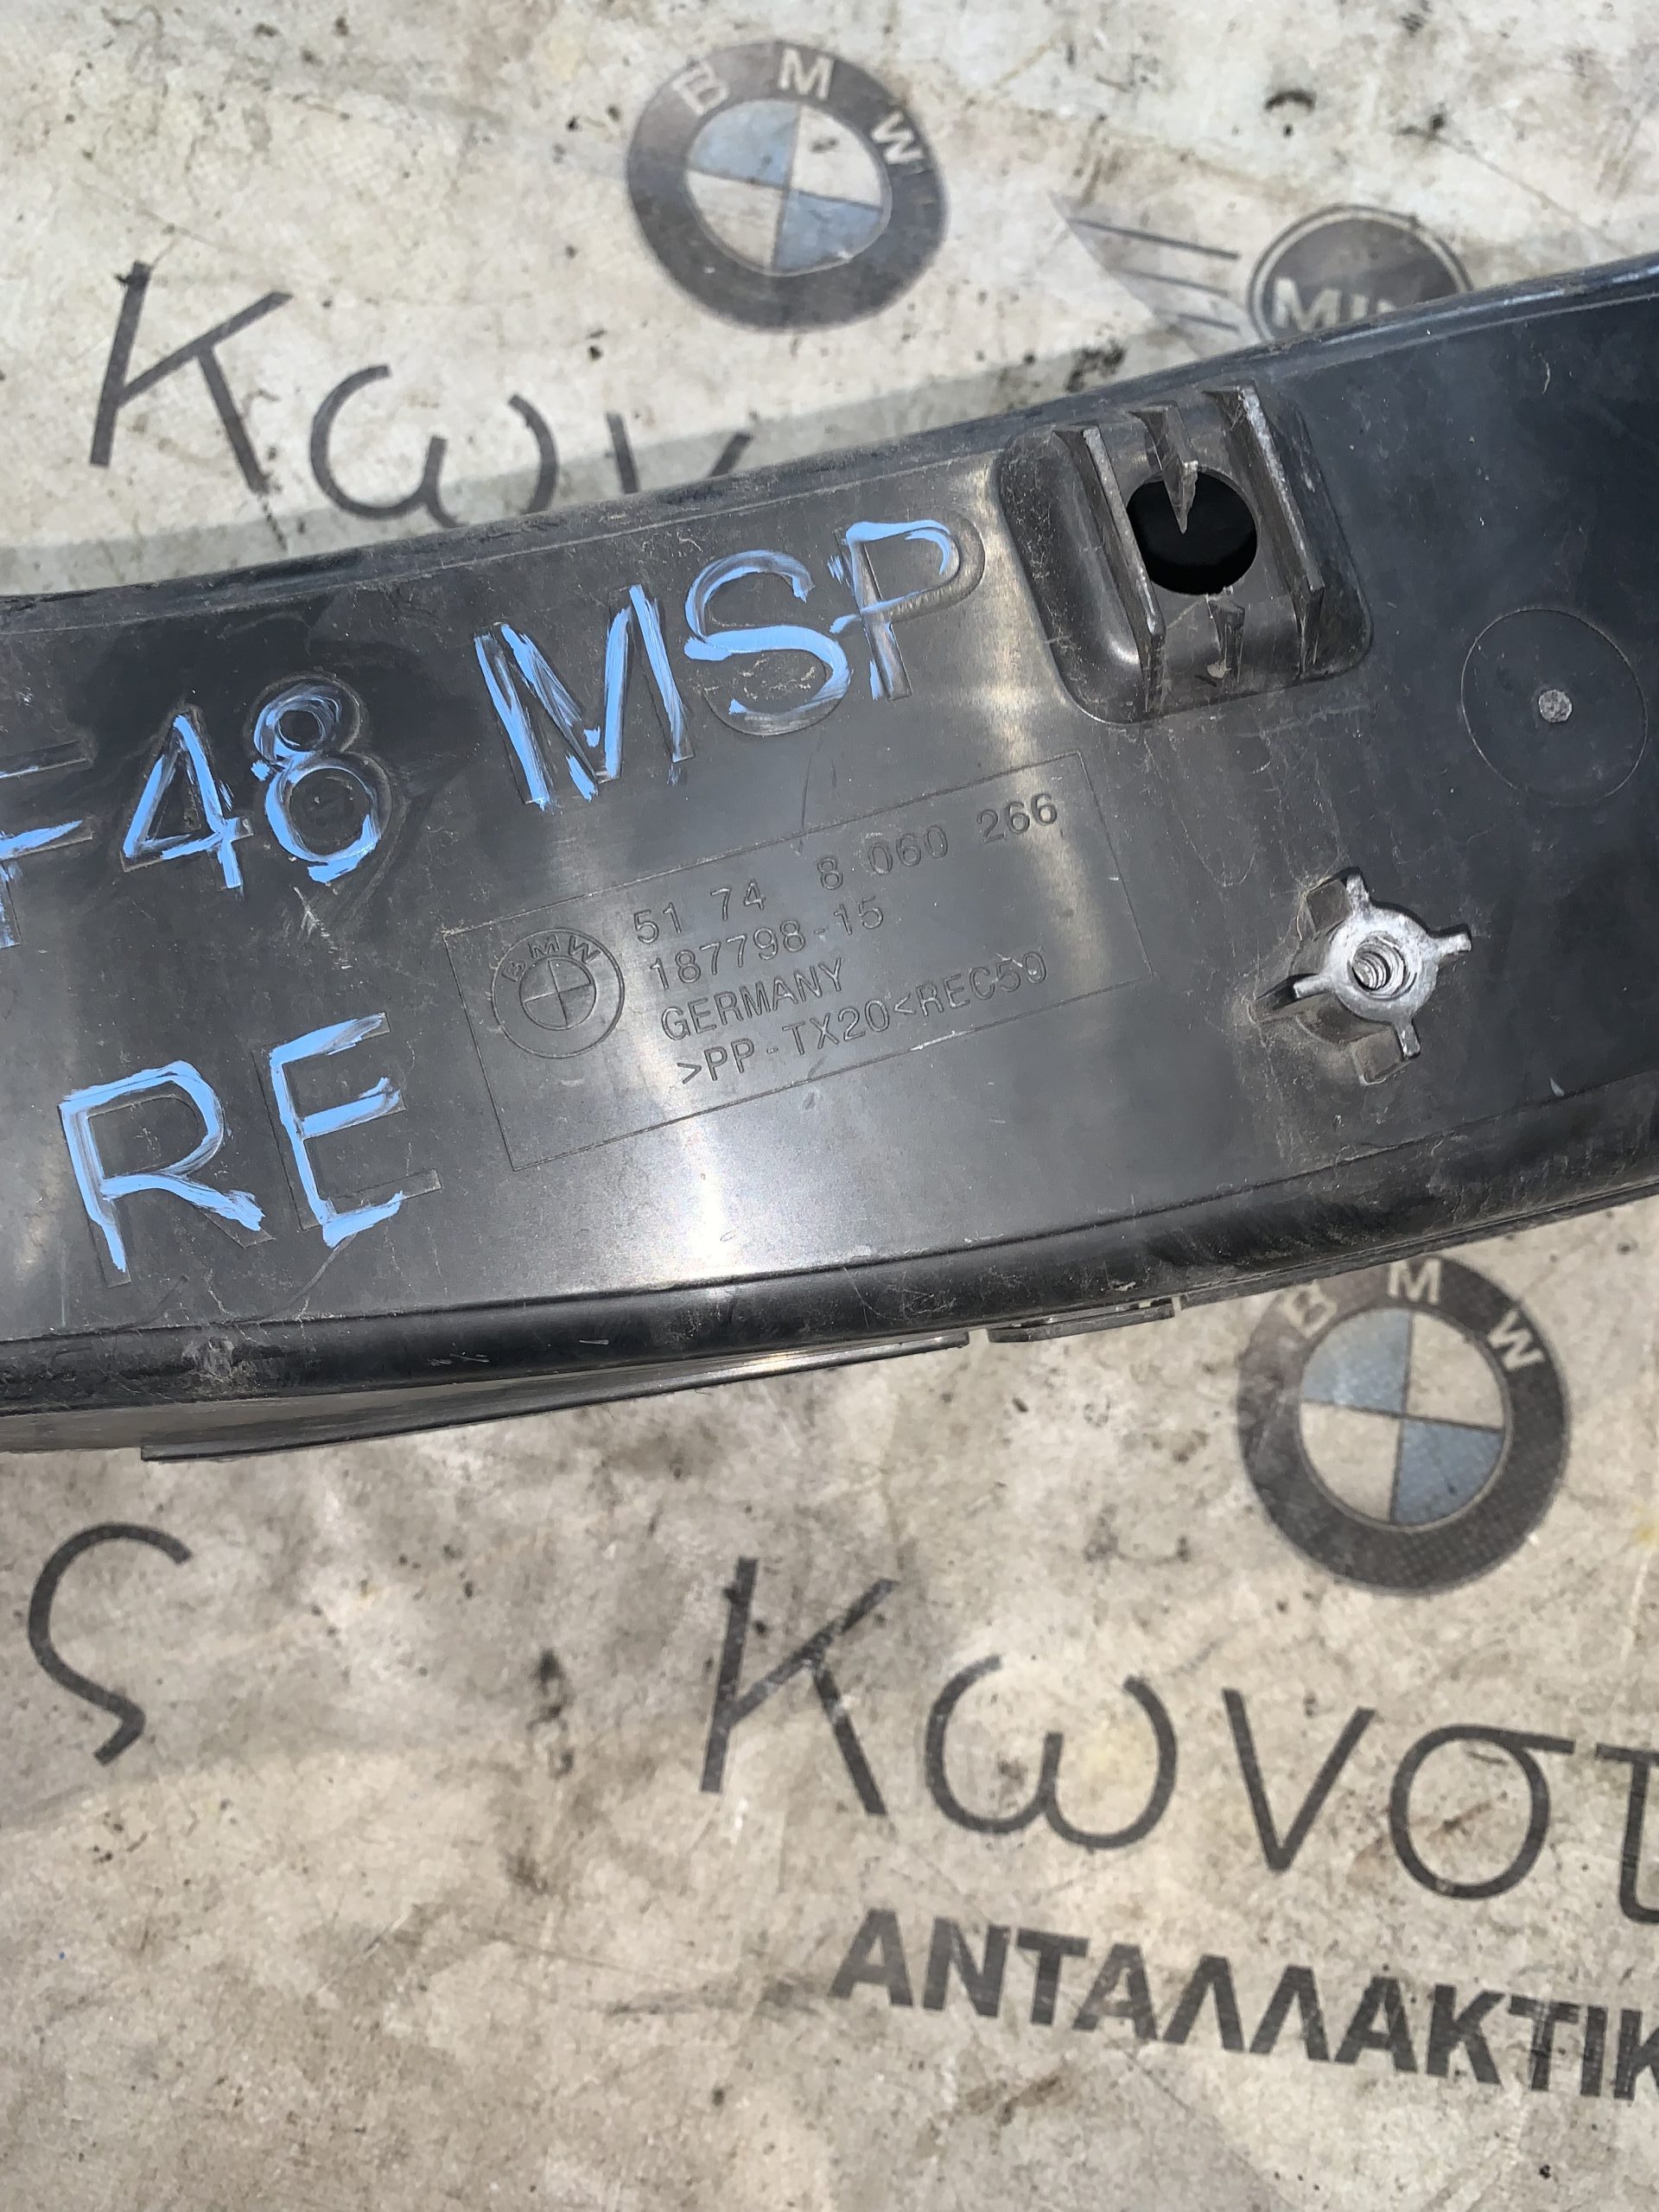 BMW
MINI
Κων
F48 MSP
51 74 8 060 266
187798-15
GERMANY
>PP-TX20<REC50
BMW
RE
BMW
ς
Κωνστ
ΑΝΤΑΛΛΑΚΤΙΚ